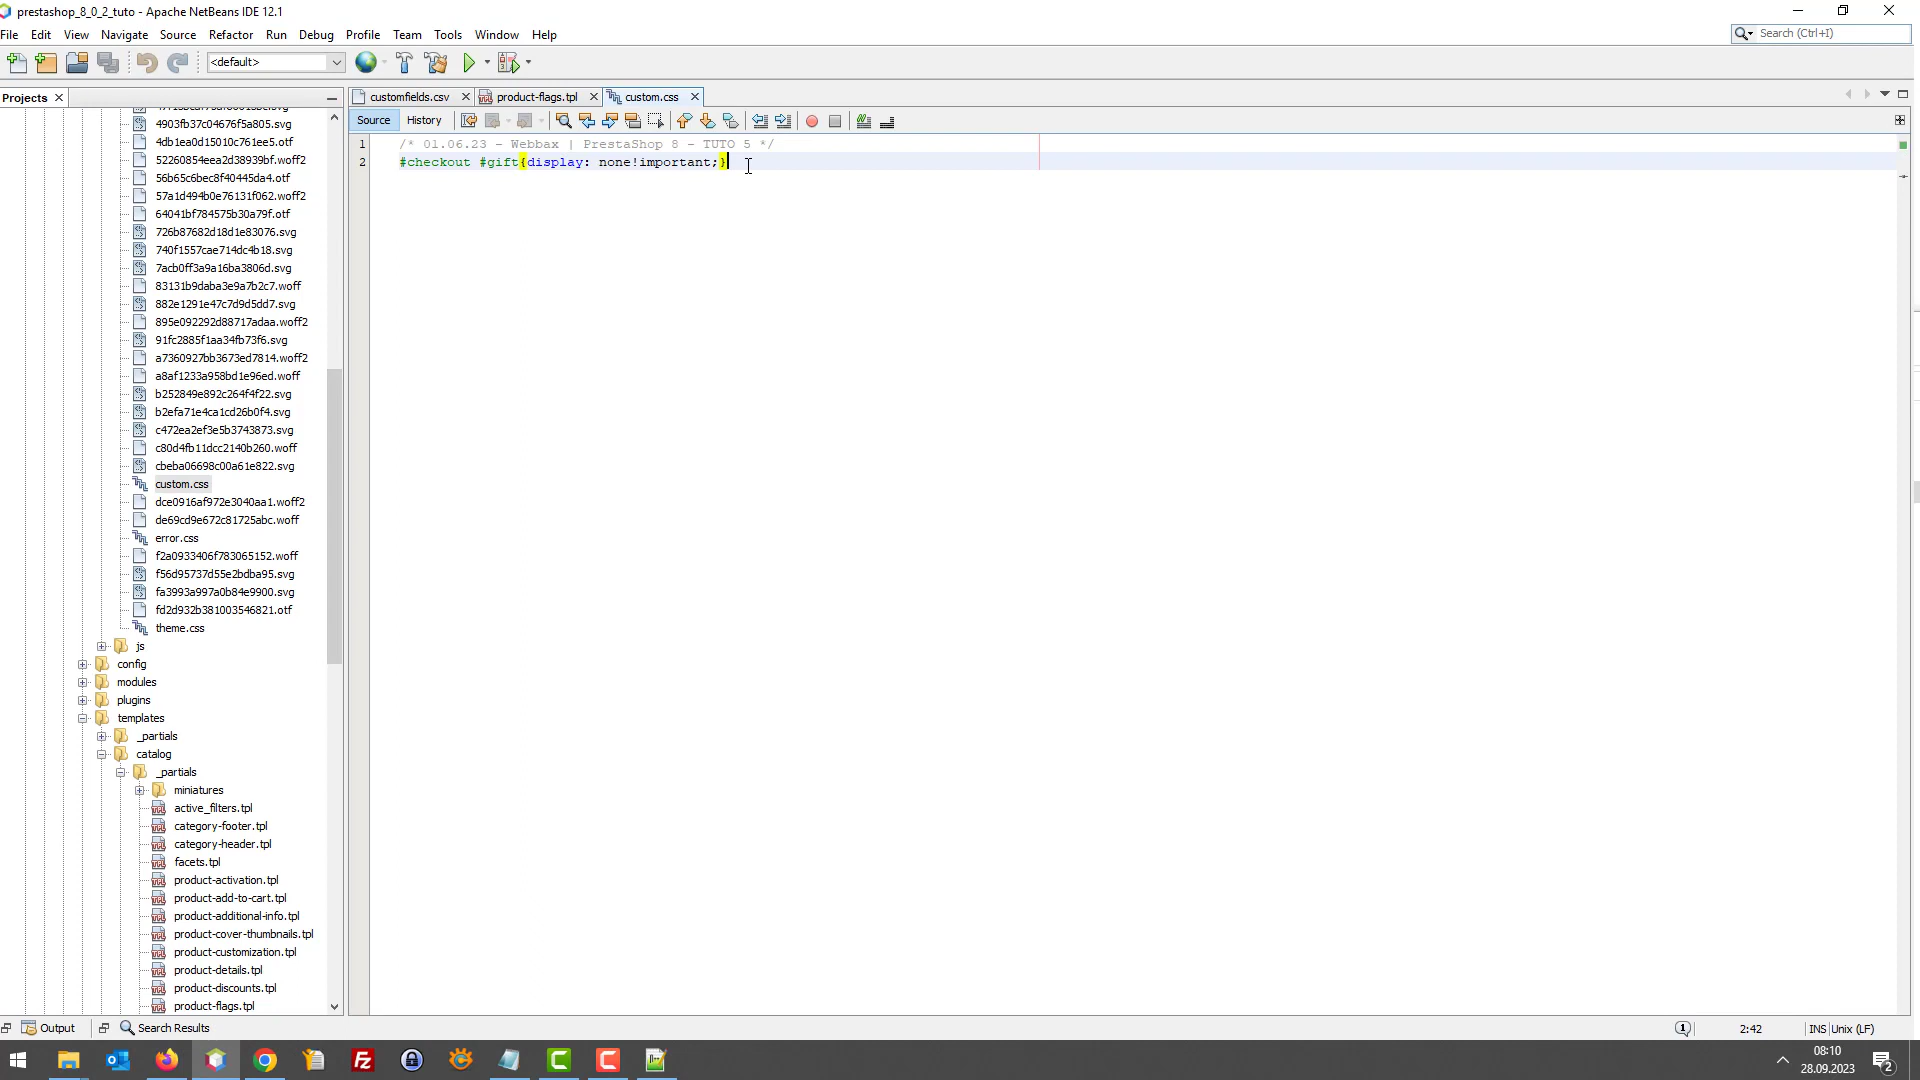 prestashop_8_0_2_tuto - Apache NetBeans IDE 12.1
File Edit View Navigate Source Refactor Run Debug Profile Team Tools Window Help
Search (Ctrl+I)
<default>
Projects
customfields.csv
product-flags.tpl
custom.css
Source
History
4903fb37c04676f5a805.svg
4db1ea0d15010c761ee5.otf
52260854eea2d38939bf.woff2
56b65c6bec8f40445da4.otf
57a1d494b0e76131f062.woff2
64041bf784575b30a79f.otf
726b87682d18d1e83076.svg
740f1557cae714dc4b18.svg
7acb0ff3a9a16ba3806d.svg
83131b9daba3e9a7b2c7.woff
882e1291e47c7d9d5dd7.svg
895e092292d88717adaa.woff2
91fc2885f1aa34fb73f6.svg
a7360927bb3673ed7814.woff2
a8af1233a958bd1e96ed.woff
b252849e892c264f4f22.svg
b2efa71e4ca1cd26b0f4.svg
c472ea2ef3e5b3743873.svg
c80d4fb11dcc2140b260.woff
cbeba06698c00a61e822.svg
custom.css
dce0916af972e3040aa1.woff2
de69cd9e672c81725abc.woff
error.css
f2a0933406f783065152.woff
f56d95737d55e2bdba95.svg
fa3993a997a0b84e9900.svg
fd2d932b381003546821.otf
theme.css
js
config
modules
plugins
templates
_partials
catalog
_partials
miniatures
active_filters.tpl
category-footer.tpl
category-header.tpl
facets.tpl
product-activation.tpl
product-add-to-cart.tpl
product-additional-info.tpl
product-cover-thumbnails.tpl
product-customization.tpl
product-details.tpl
product-discounts.tpl
product-flags.tpl
1 /* 01.06.23 - Webbax | PrestaShop 8 - TUTO 5 */
2 #checkout #gift{display: none!important;}
Output
Search Results
1
2:42
INS
Unix (LF)
08:10
28.09.2023
2